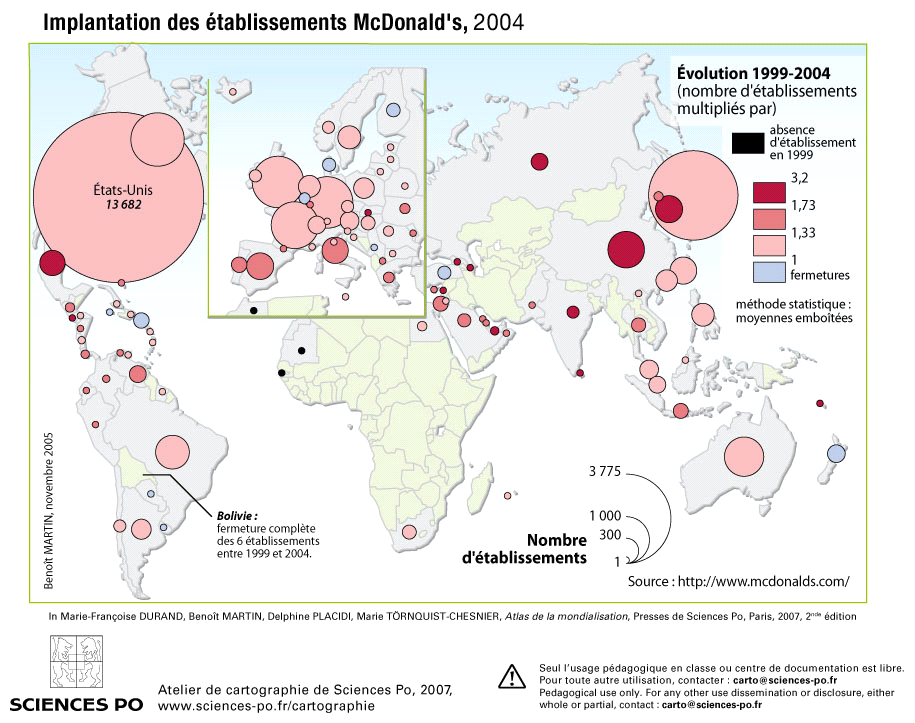 Implantation des établissements McDonald's, 2004
Évolution 1999-2004
(nombre d'établissements
multipliés par)
absence
d'établissement
en 1999
3,2
1,73
1,33
1
fermetures
méthode statistique :
moyennes emboîtées
États-Unis
13 682
Bolivie :
fermeture complète
des 6 établissements
entre 1999 et 2004.
3 775
1 000
300
1
Nombre
d'établissements
Source : http://www.mcdonalds.com/
Benoît MARTIN, novembre 2005
In Marie-Françoise DURAND, Benoît MARTIN, Delphine PLACIDI, Marie TÖRNQUIST-CHESNIER, Atlas de la mondialisation, Presses de Sciences Po, Paris, 2007, 2nde édition
SCIENCES PO
Atelier de cartographie de Sciences Po, 2007,
www.sciences-po.fr/cartographie
Seul l'usage pédagogique en classe ou centre de documentation est libre.
Pour toute autre utilisation, contacter : carto@sciences-po.fr
Pedagogical use only. For any other use dissemination or disclosure, either
whole or partial, contact : carto@sciences-po.fr